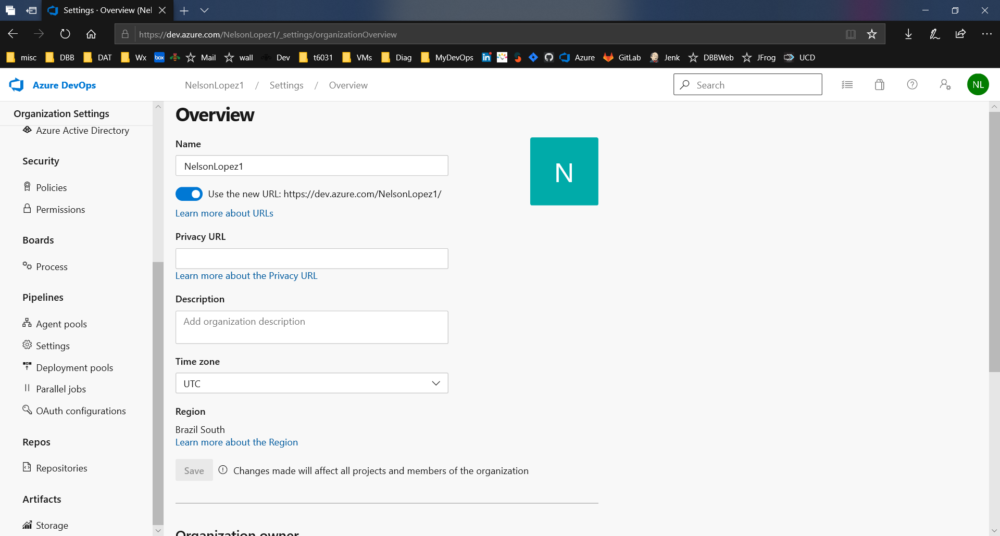 Settings · Overview (Nel
https://dev.azure.com/NelsonLopez1/_settings/organizationOverview
misc DBB DAT Wx box Mail wall Dev t6031 VMs Diag MyDevOps in Azure GitLab Jenk DBBWeb JFrog UCD
Azure DevOps NelsonLopez1 / Settings / Overview Search NL
Organization Settings
Azure Active Directory
Security
Policies
Permissions
Boards
Process
Pipelines
Agent pools
Settings
Deployment pools
Parallel jobs
OAuth configurations
Repos
Repositories
Artifacts
Storage
Overview
Name
NelsonLopez1
N
Use the new URL: https://dev.azure.com/NelsonLopez1/
Learn more about URLs
Privacy URL
Learn more about the Privacy URL
Description
Add organization description
Time zone
UTC
Region
Brazil South
Learn more about the Region
Save Changes made will affect all projects and members of the organization
Organization owner